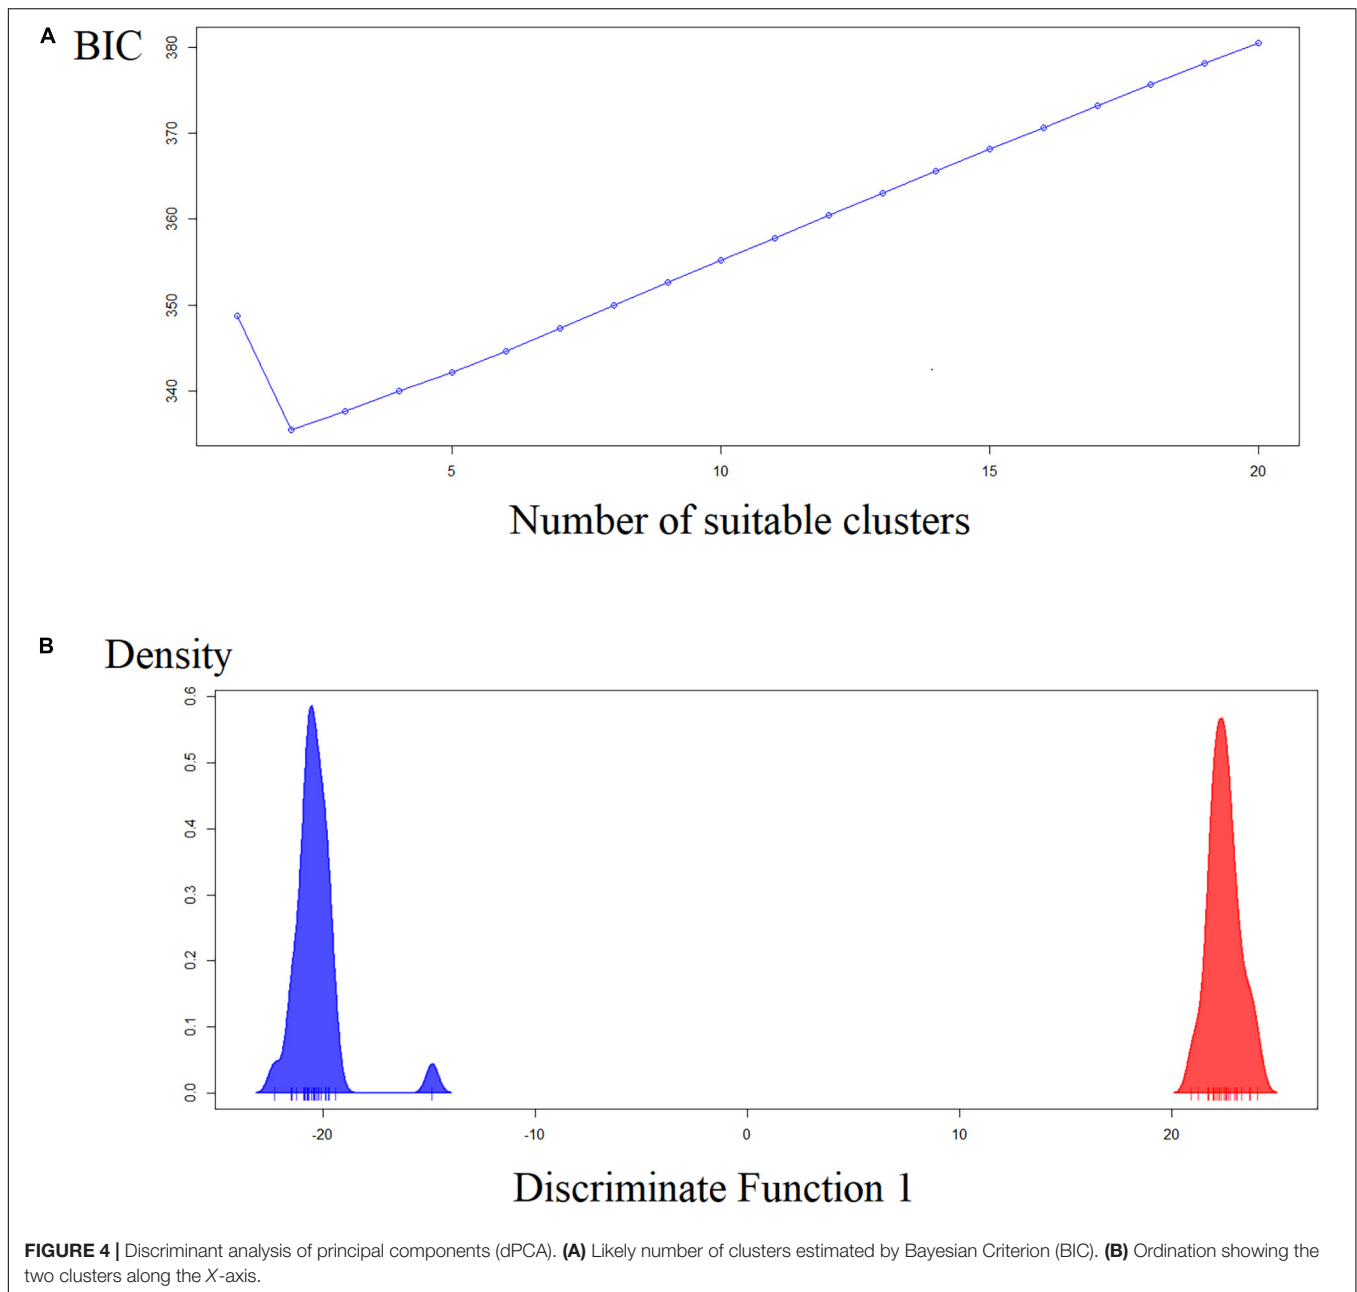 A BIC
380
370
360
350
340
5 10 15 20
Number of suitable clusters
B Density
0.6
0.5
0.4
0.3
0.2
0.1
0.0
-20 -10 0 10 20
Discriminate Function 1
FIGURE 4 | Discriminant analysis of principal components (dPCA). (A) Likely number of clusters estimated by Bayesian Criterion (BIC). (B) Ordination showing the
two clusters along the X-axis.